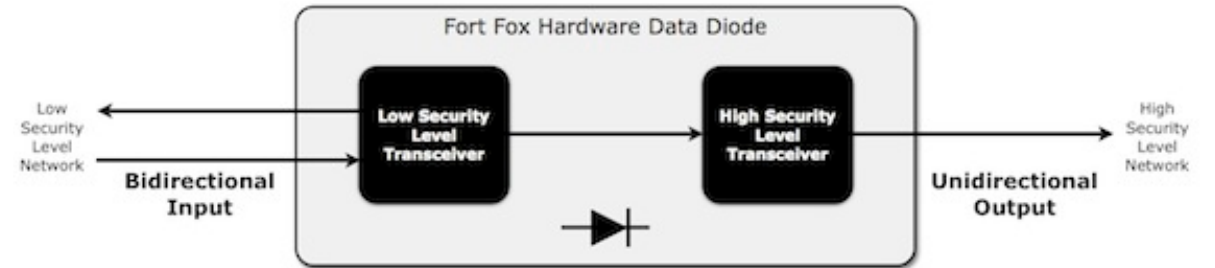 Fort Fox Hardware Data Diode
Low
Security
Level
Network
Bidirectional
Input
Low Security
Level
Transceiver
High Security
Level
Transceiver
Unidirectional
Output
High
Security
Level
Network